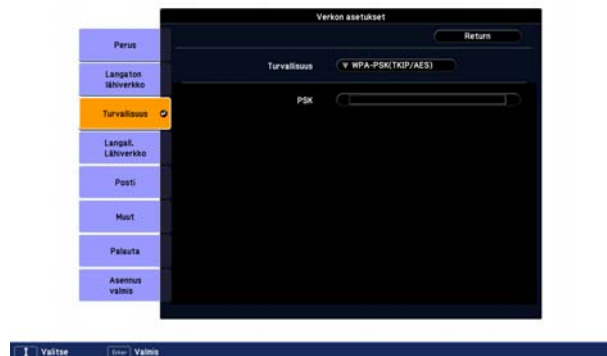 Verkon asetukset
Return
Perus
Langaton
lähiverkko
Turvallisuus
Langall.
Lähiverkko
Posti
Muut
Palauta
Asennus
valmis
Turvallisuus WPA-PSK(TKIP/AES)
PSK
Valitse Enter Valmis